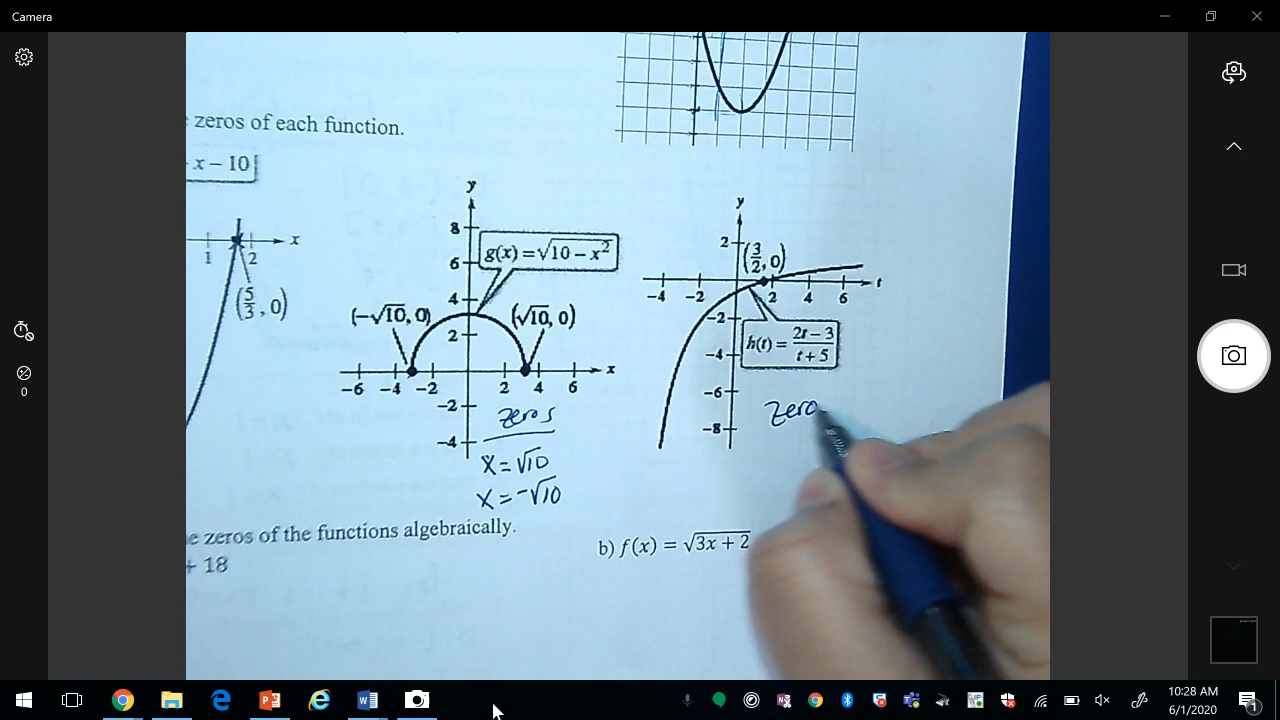 Camera
zeros of each function.
x – 10
x
1
2
(5/3, 0)
y
8
6
4
2
-2
-4
-6 -4 -2 2 4 6
x
g(x) = √10 – x²
(-√10, 0)
(√10, 0)
zeros
x = √10
x = -√10
y
2
-2
-4
-6
-8
-4 -2 2 4 6
t
(3/2, 0)
h(t) = 2t – 3 / t + 5
zero
e zeros of the functions algebraically.
+ 18
b) f(x) = √3x + 2
0
10:28 AM
6/1/2020
1